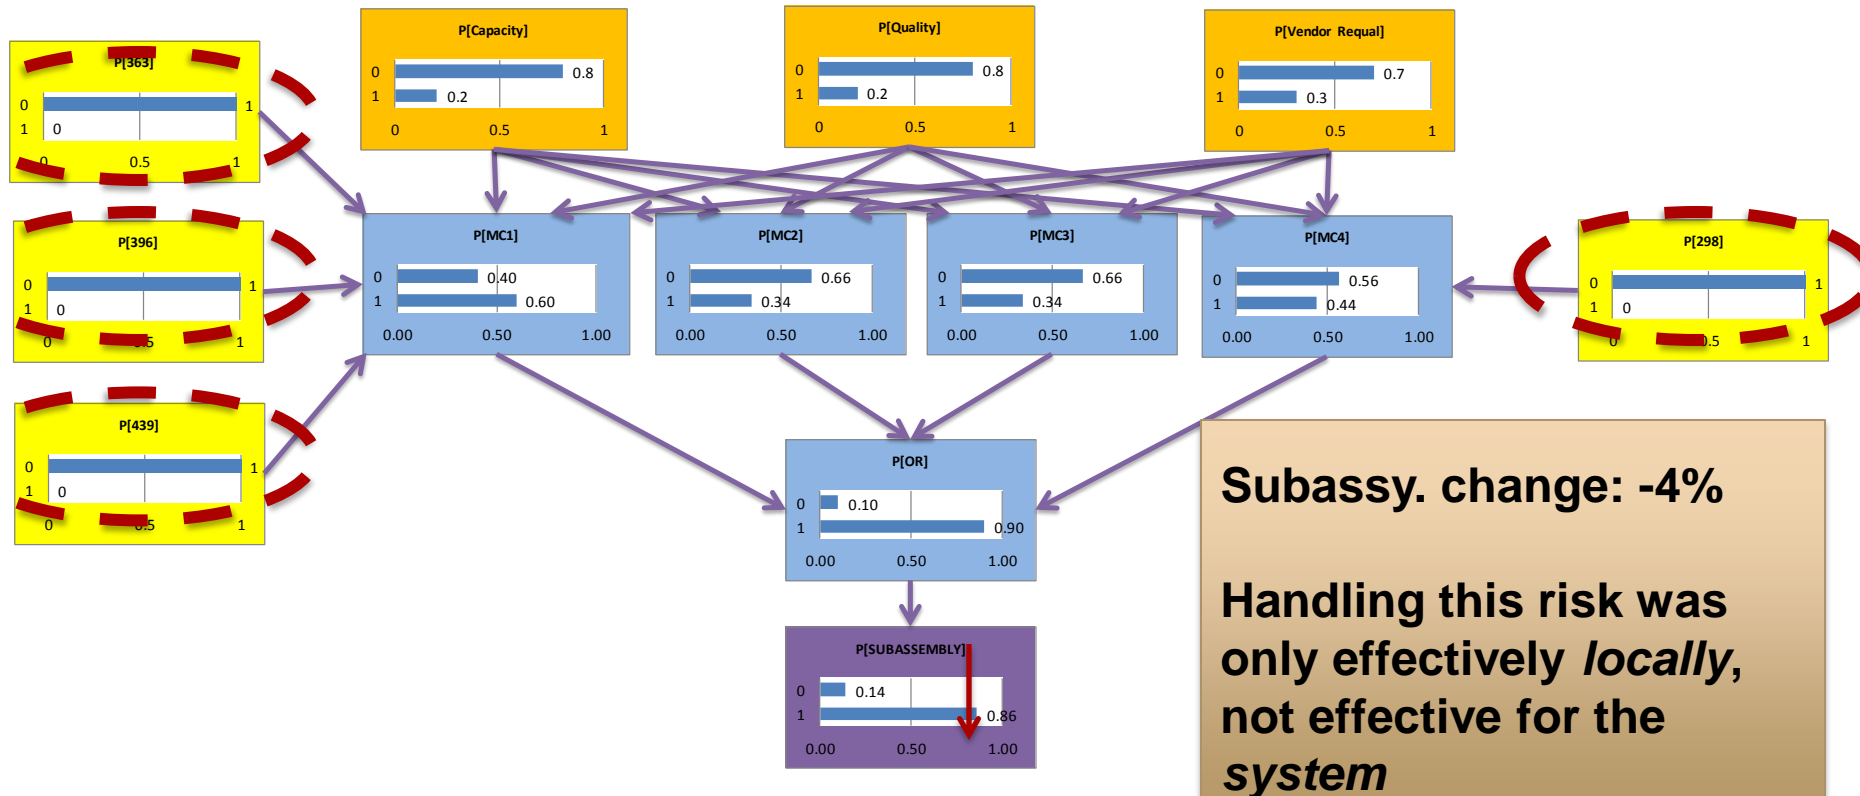 P[Capacity]
0 0.8
1 0.2
0 0.5 1
P[Quality]
0 0.8
1 0.2
0 0.5 1
P[Vendor Requal]
0 0.7
1 0.3
0 0.5 1
P[363]
0 1
1 0
0 0.5 1
P[396]
0 1
1 0
0 0.5 1
P[439]
0 1
1 0
0 0.5 1
P[MC1]
0 0.40
1 0.60
0.00 0.50 1.00
P[MC2]
0 0.66
1 0.34
0.00 0.50 1.00
P[MC3]
0 0.66
1 0.34
0.00 0.50 1.00
P[MC4]
0 0.56
1 0.44
0.00 0.50 1.00
P[298]
0 1
1 0
0 0.5 1
P[OR]
0 0.10
1 0.90
0.00 0.50 1.00
P[SUBASSEMBLY]
0 0.14
1 0.86
0.00 0.50 1.00
Subassy. change: -4%
Handling this risk was
only effectively locally,
not effective for the
system